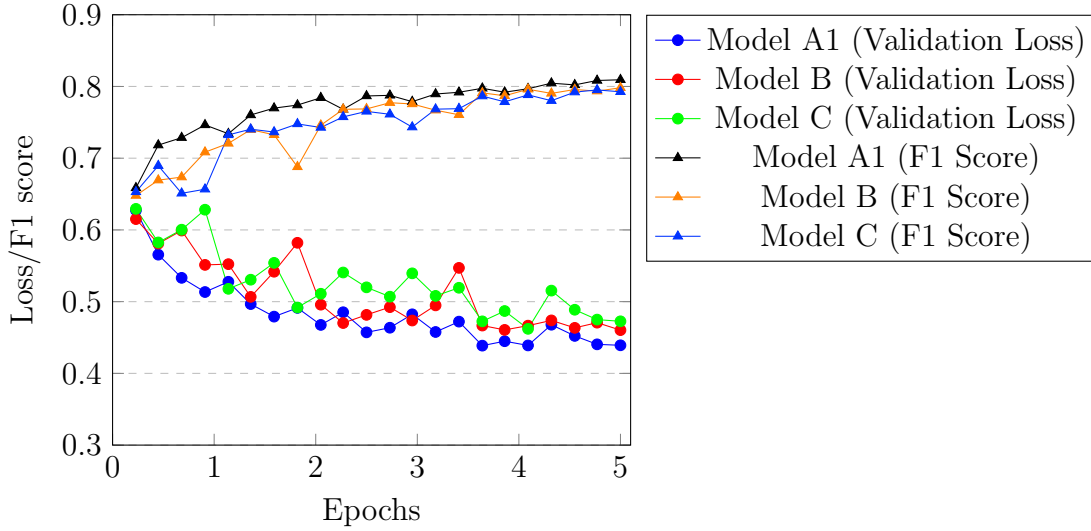 0.9
0.8
0.7
0.6
0.5
0.4
0.3
Loss/F1 score
0
1
2
3
4
5
Epochs
Model A1 (Validation Loss)
Model B (Validation Loss)
Model C (Validation Loss)
Model A1 (F1 Score)
Model B (F1 Score)
Model C (F1 Score)